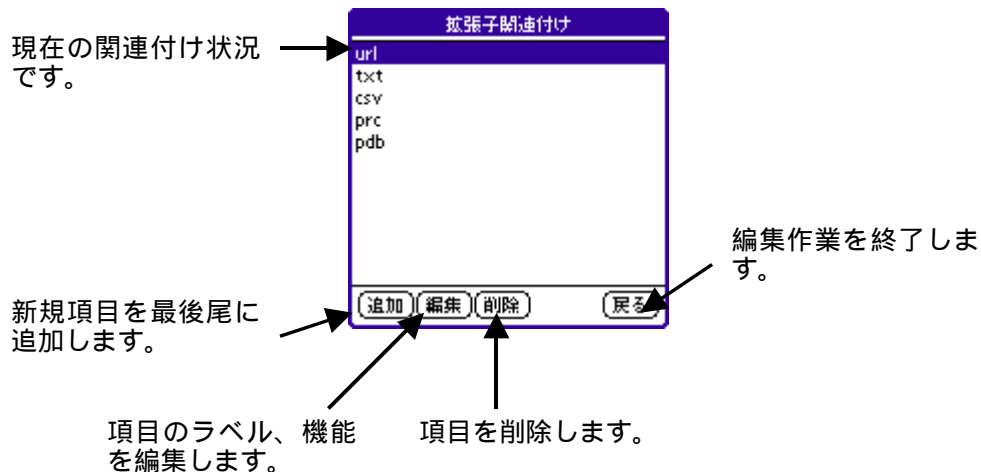 拡張子関連付け
現在の関連付け状況
です。
url
txt
csv
prc
pdb
編集作業を終了しま
す。
追加 編集 削除 戻る
新規項目を最後尾に
追加します。
項目のラベル、機能
を編集します。
項目を削除します。